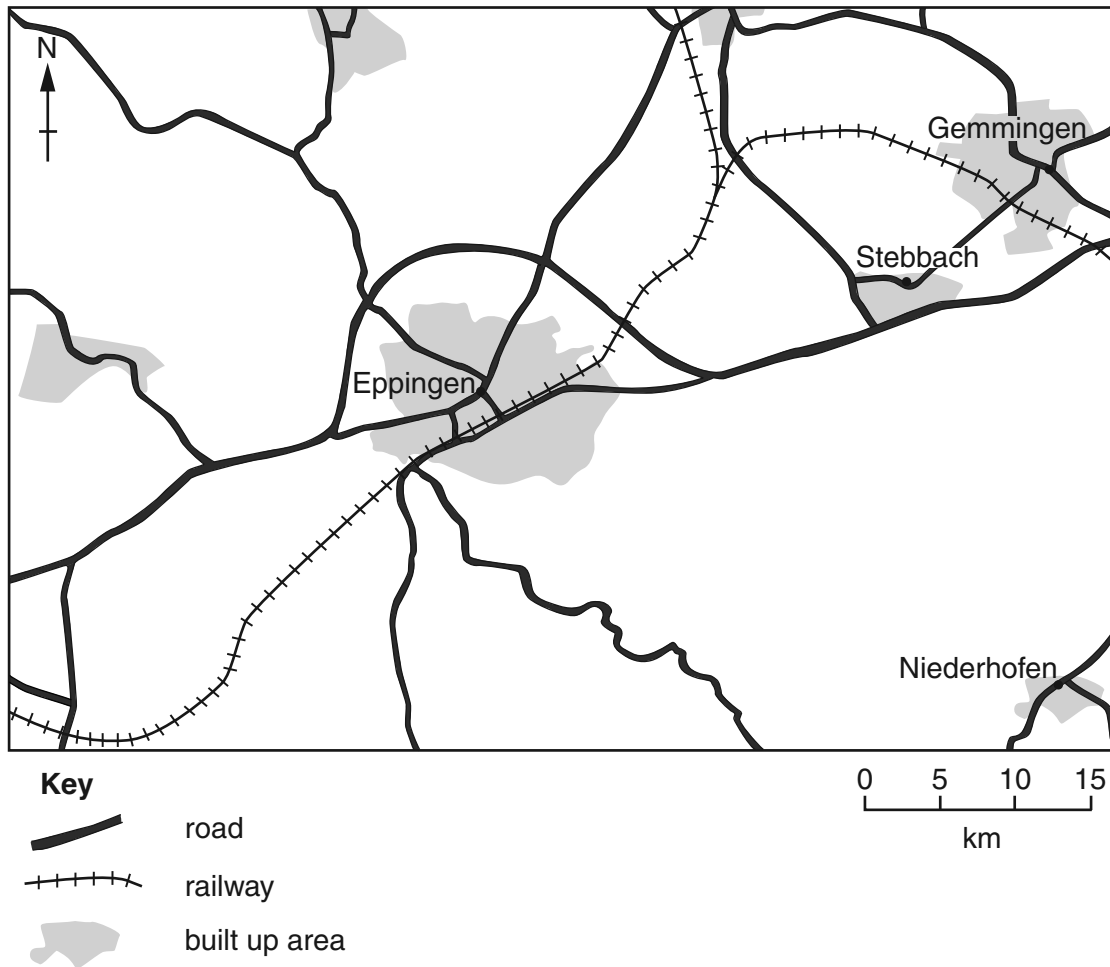 N
Gemmingen
Stebbach
Eppingen
Niederhofen
Key
road
railway
built up area
0 5 10 15
km